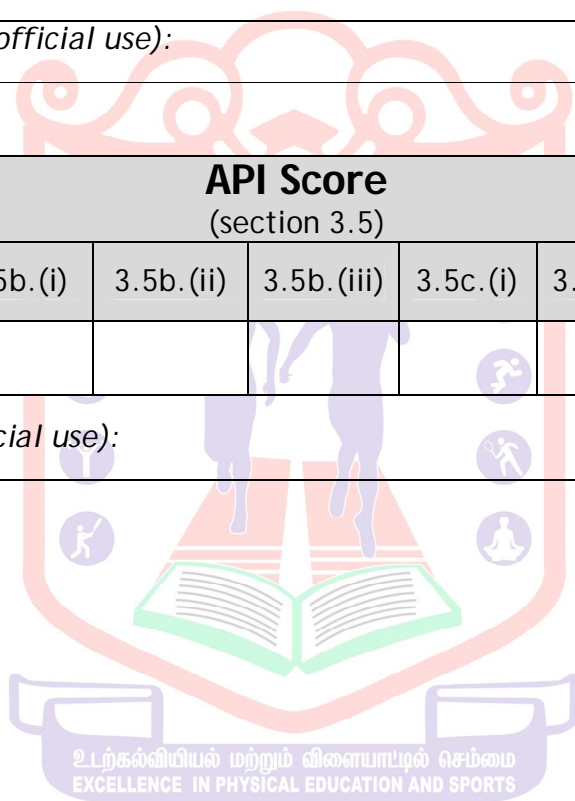 official use):
API Score
(section 3.5)
5b.(i) 3.5b.(ii) 3.5b.(iii) 3.5c.(i) 3.
cial use):
உடற்கல்வியியல் மற்றும் விளையாட்டில் செம்மை
EXCELLENCE IN PHYSICAL EDUCATION AND SPORTS